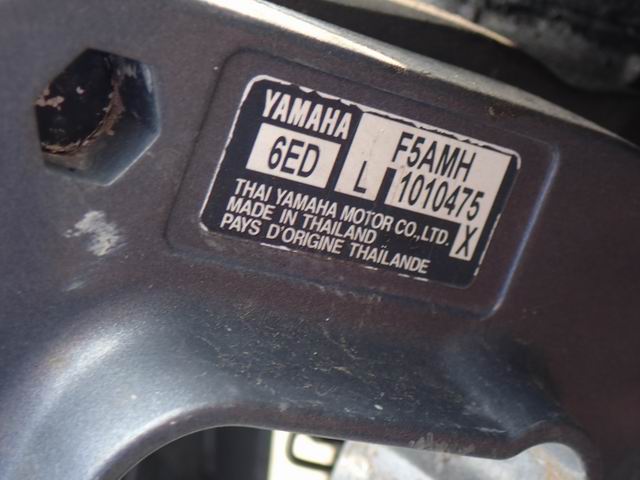 YAMAHA
F5AMH
6ED
L
1010475
THAI YAMAHA MOTOR CO.,LTD.
MADE IN THAILAND
X
PAYS D'ORIGINE THAÏLANDE